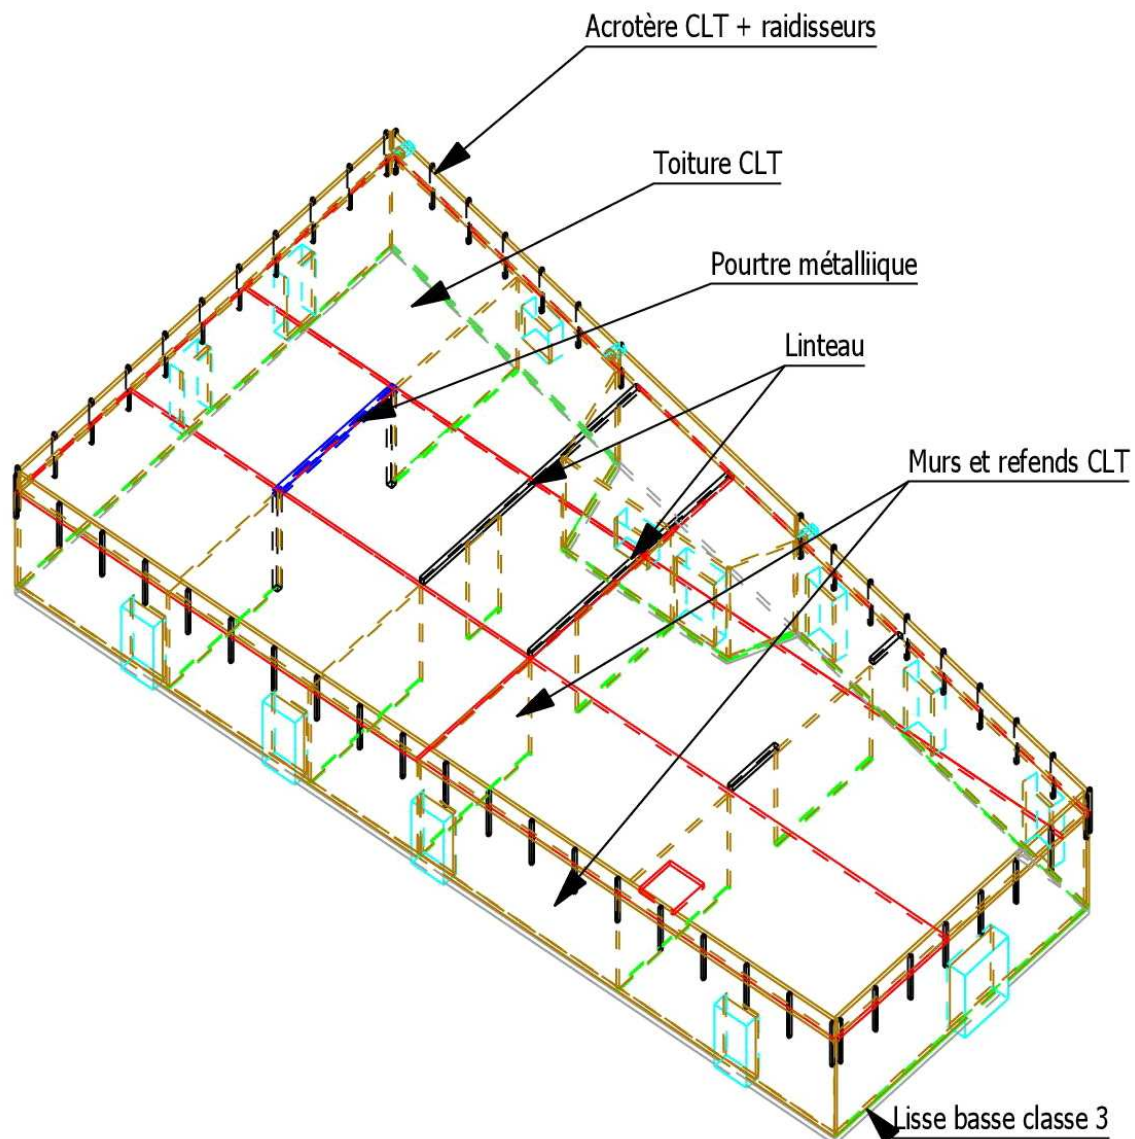 Acrotère CLT + raidisseurs
Toiture CLT
Pourtre métalliique
Linteau
Murs et refends CLT
Lisse basse classe 3